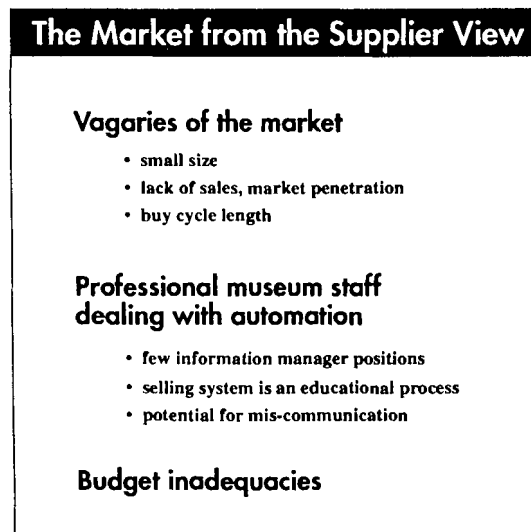 The Market from the Supplier View
Vagaries of the market
• small size
• lack of sales, market penetration
• buy cycle length
Professional museum staff
dealing with automation
• few information manager positions
• selling system is an educational process
• potential for mis-communication
Budget inadequacies